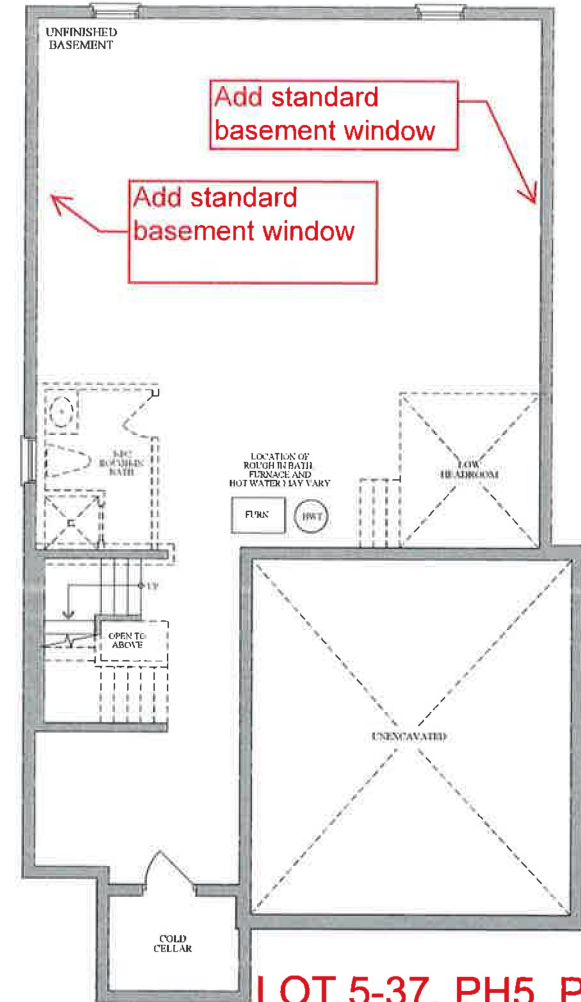 UNFINISHED
BASEMENT
Add standard
basement window
Add standard
basement window
3-PC
ROUGH-IN
BATH
LOCATION OF
ROUGH IN BATH,
FURNACE AND
HOT WATER MAY VARY
FURN
HWT
LOW
HEADROOM
UP
OPEN TO
ABOVE
UNEXCAVATED
COLD
CELLAR
LOT 5-37, PH5, P